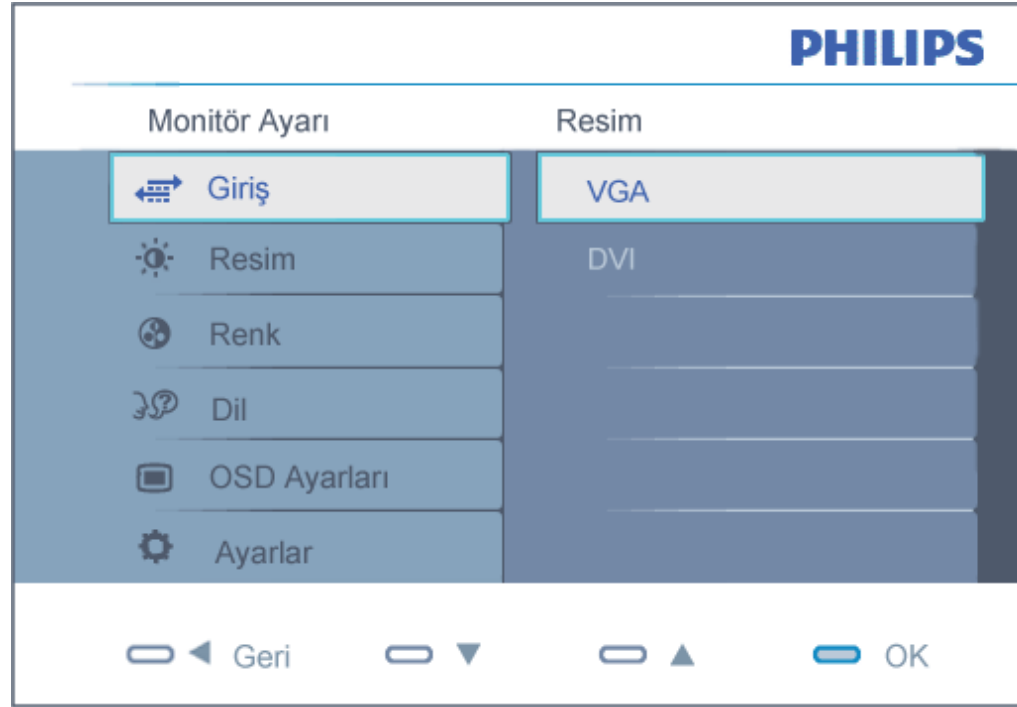 PHILIPS
Monitör Ayarı Resim
Giriş VGA
Resim DVI
Renk
Dil
OSD Ayarları
Ayarlar
Geri OK